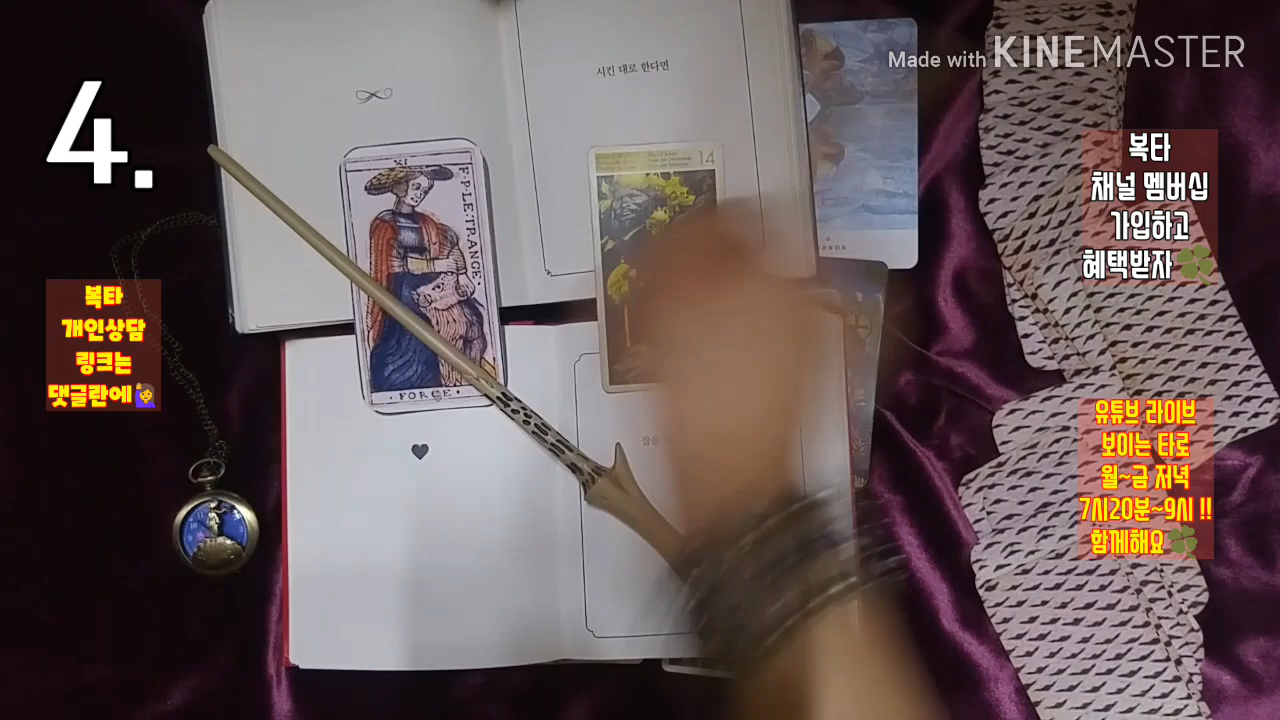 Made with KINEMASTER
4.
시킨 대로 한다면
14
VI
F·P·LE:TRANGE·
·FORCE·
복타
채널 멤버십
가입하고
혜택받자🍀
복타
개인상담
링크는
댓글란에🙋‍♀️
유튜브 라이브
보이는 타로
월~금 저녁
7시20분~9시 !!
함께해요🍀